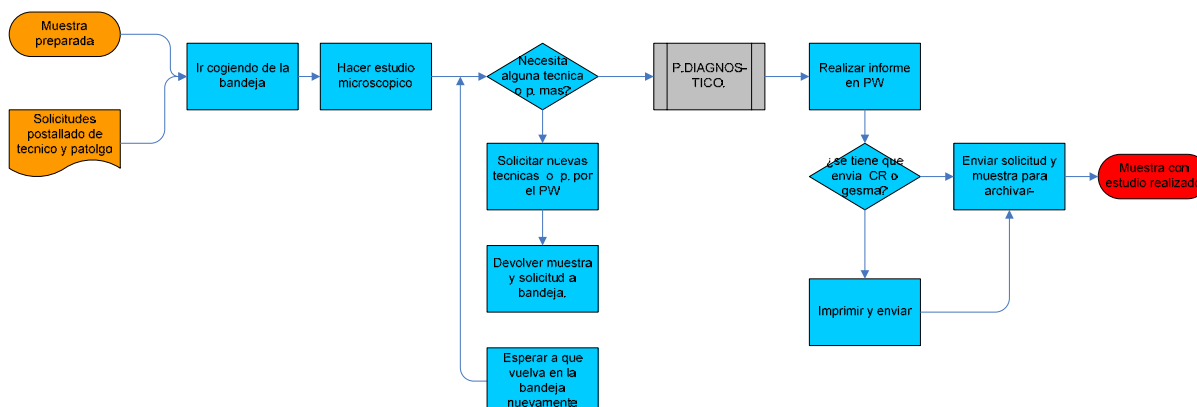 Muestra
preparada
Solicitudes
postallado de
tecnico y patolgo
Ir cogiendo de la
bandeja
Hacer estudio
microscopico
Necesita
alguna tecnica
o p. mas?
Solicitar nuevas
tecnicas o p. por
el PW
Devolver muestra
y solicitud a
bandeja.
Esperar a que
vuelva en la
bandeja
nuevamente
P.DIAGNOS-
TICO.
Realizar informe
en PW
¿se tiene que
envia CR o
gesma?
Imprimir y enviar
Enviar solicitud y
muestra para
archivar-
Muestra con
estudio realizado